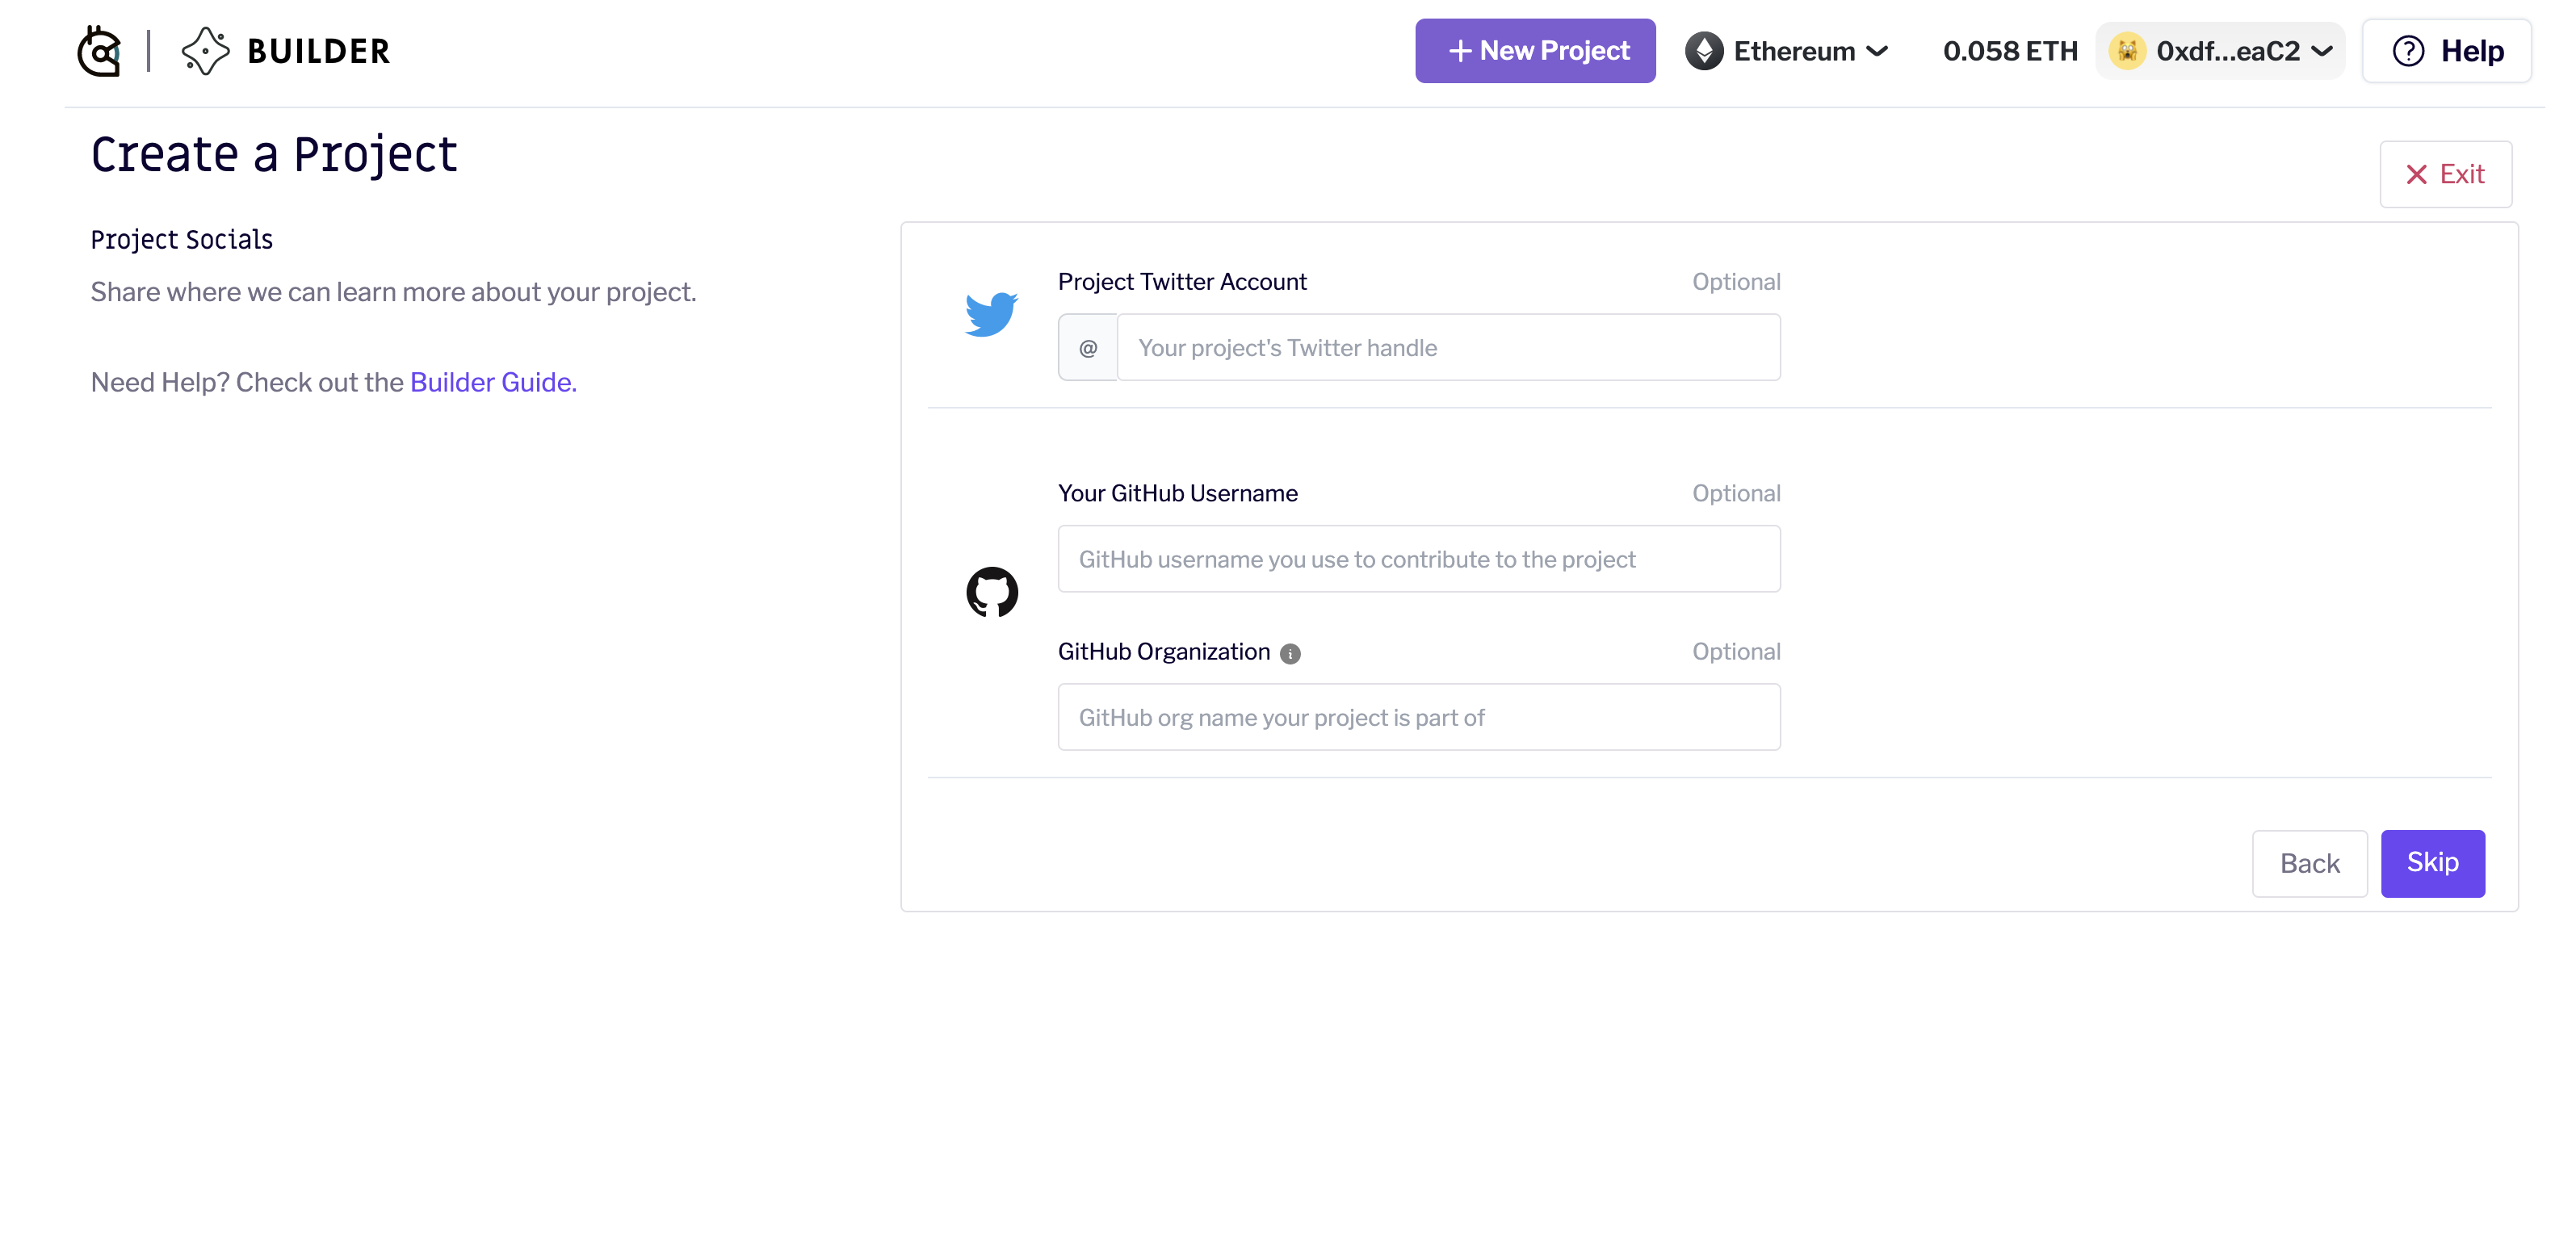 BUILDER
+ New Project
Ethereum
0.058 ETH
0xdf...eaC2
? Help
Create a Project
Exit
Project Socials
Share where we can learn more about your project.
Need Help? Check out the Builder Guide.
Project Twitter Account
Optional
@
Your project's Twitter handle
Your GitHub Username
Optional
GitHub username you use to contribute to the project
GitHub Organization i
Optional
GitHub org name your project is part of
Back
Skip